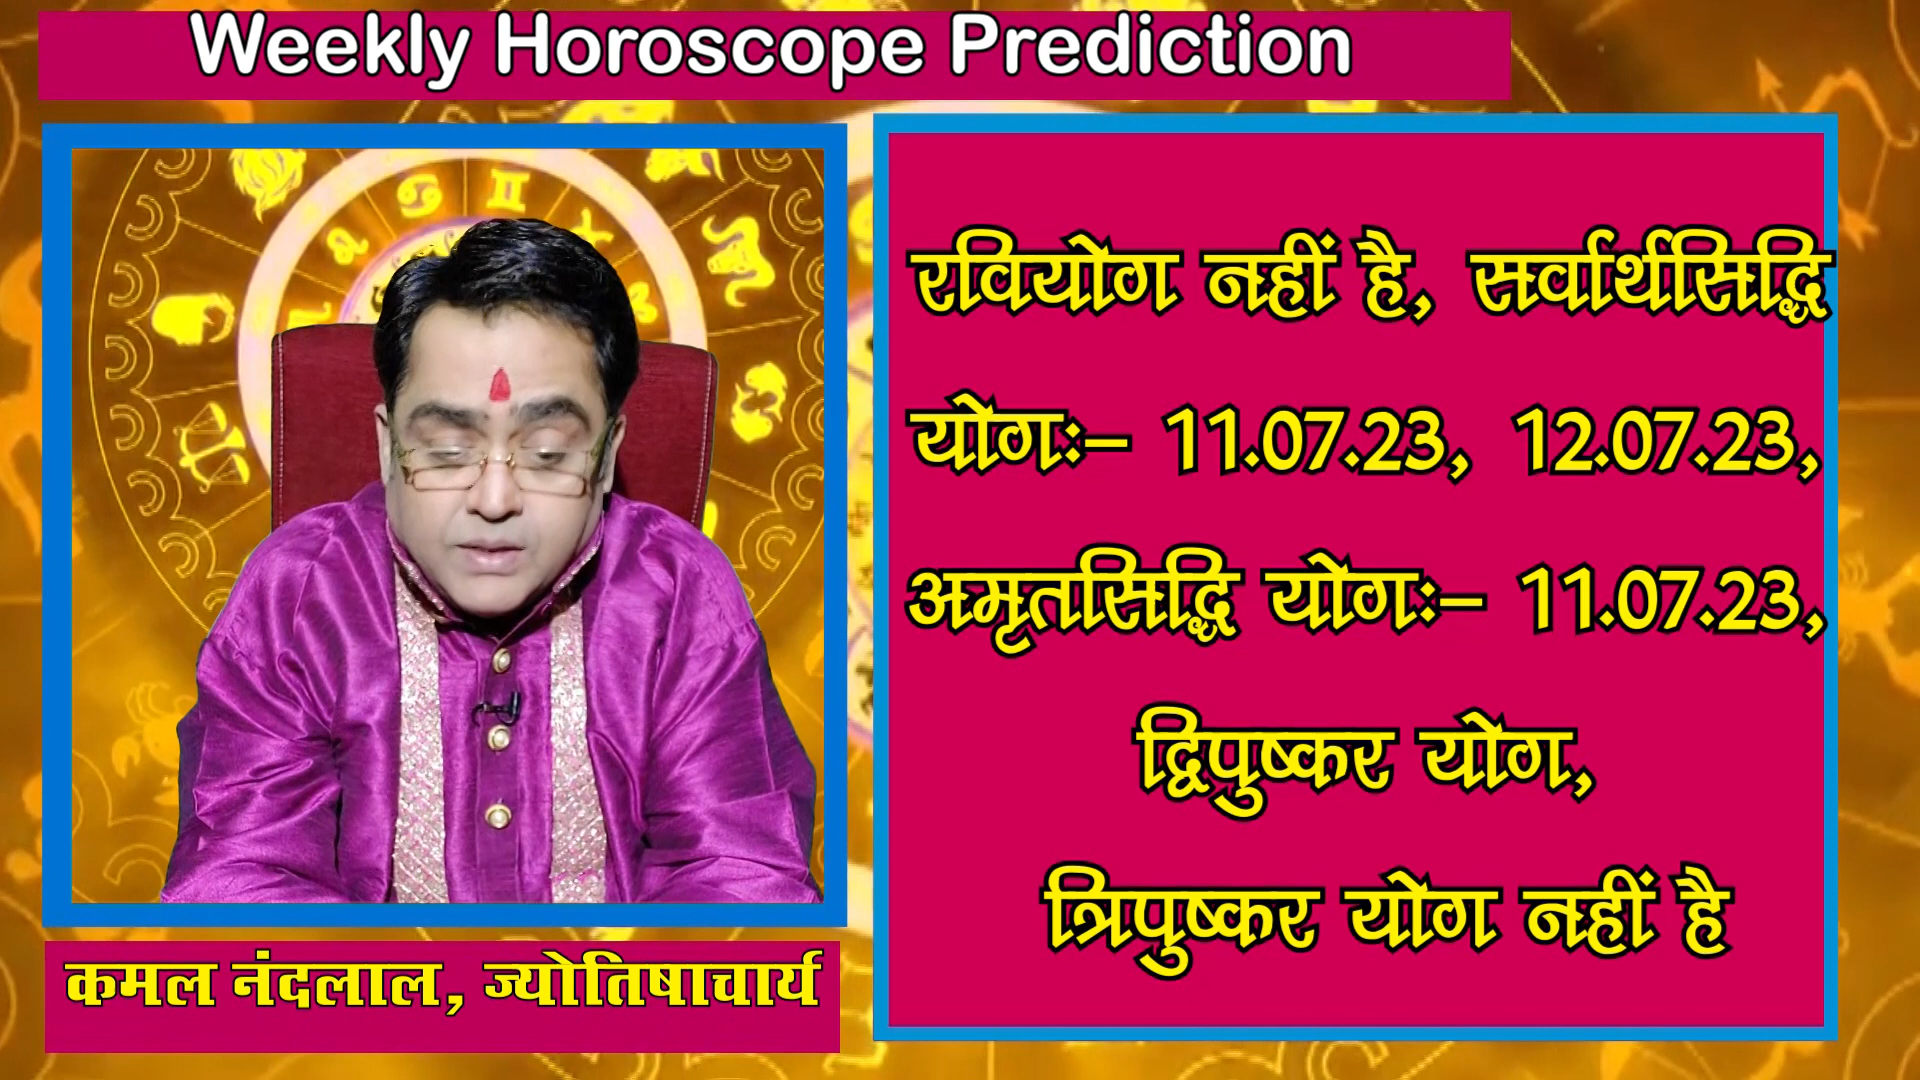 Weekly Horoscope Prediction
रवियोग नहीं है, सर्वार्थसिद्धि
योगः– 11.07.23, 12.07.23,
अमृतसिद्धि योगः– 11.07.23,
द्विपुष्कर योग,
त्रिपुष्कर योग नहीं है
कमल नंदलाल, ज्योतिषाचार्य